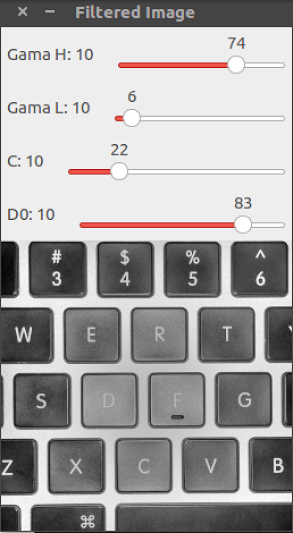 Filtered Image
74
Gama H: 10
6
Gama L: 10
22
C: 10
83
D0: 10
# $ % ^
3 4 5 6
W E R T
S D F G
Z X C V B
⌘